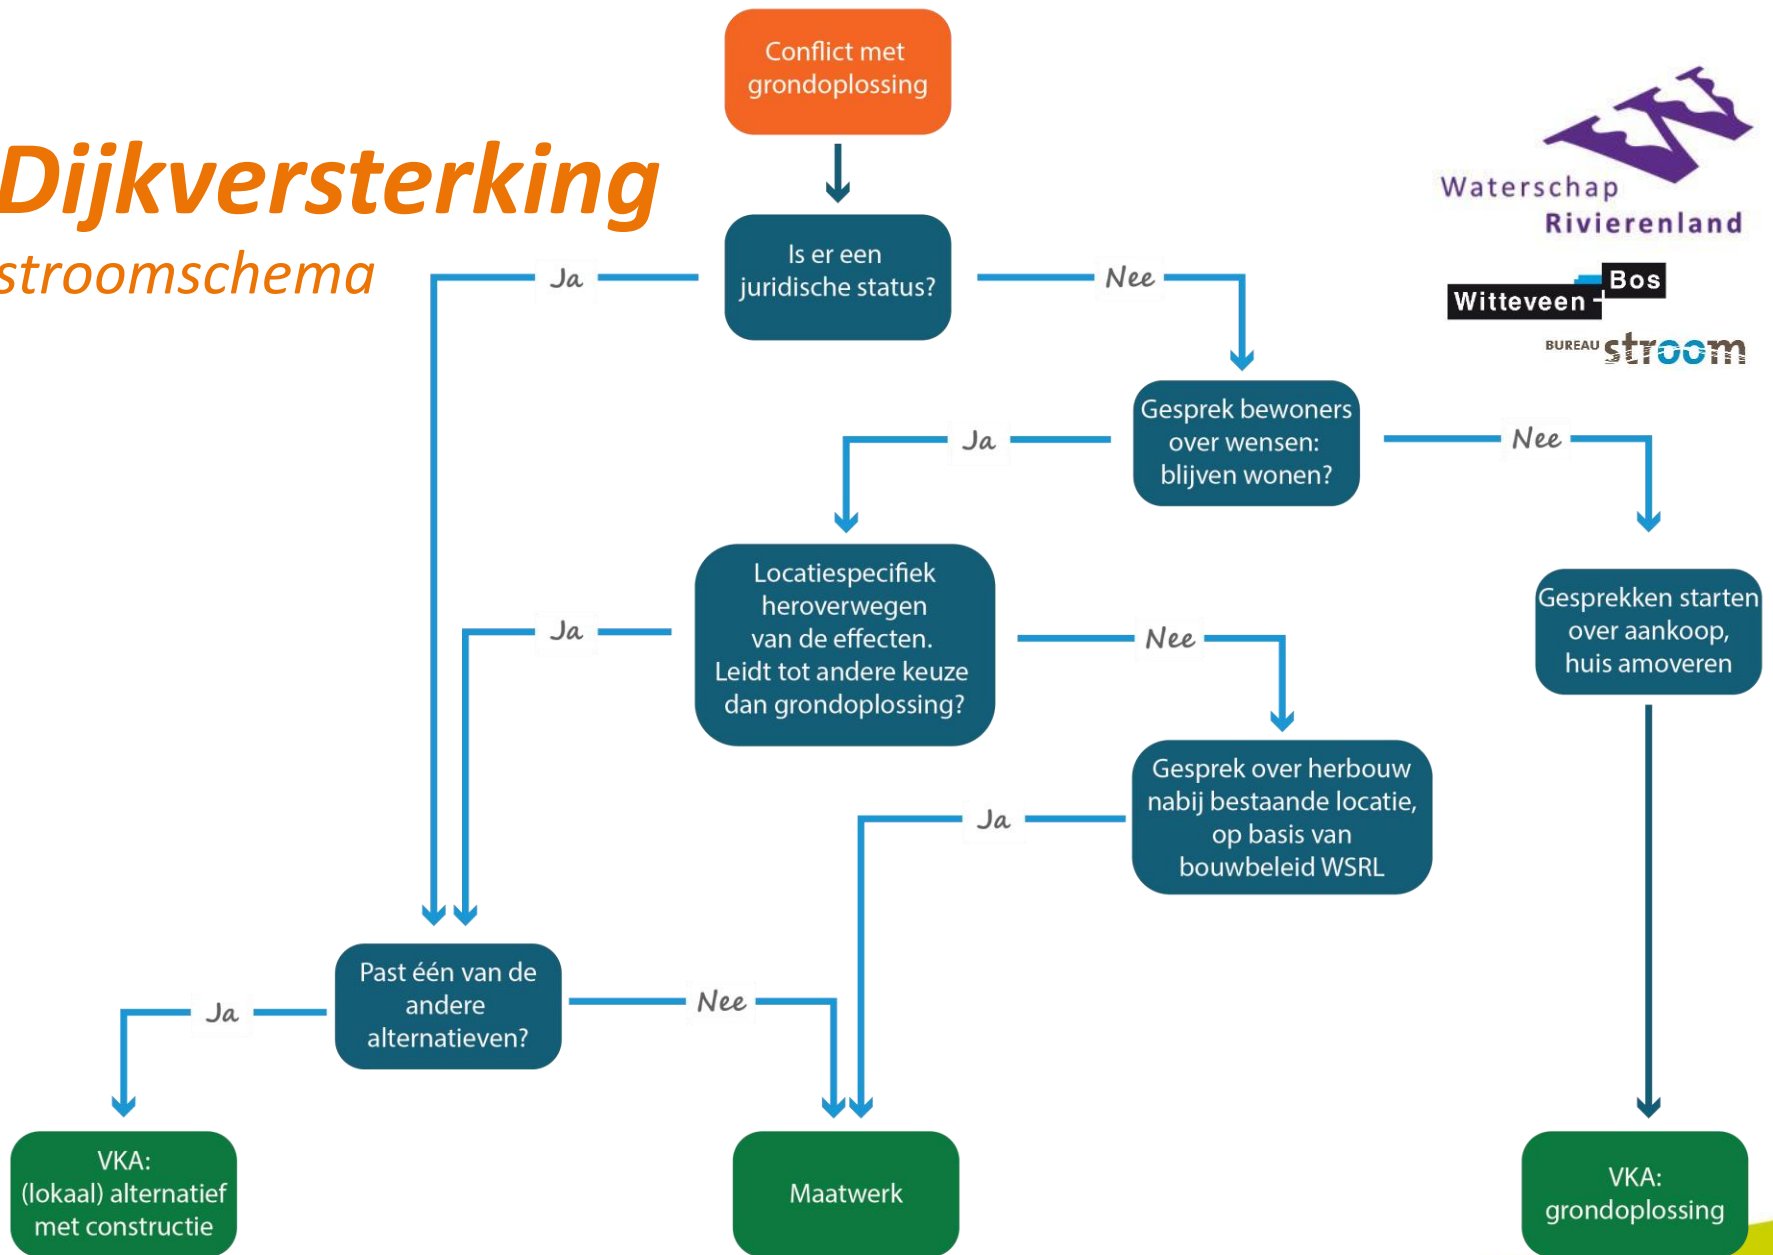 Conflict met
grondoplossing
Dijkversterking
stroomschema
Waterschap
Rivierenland
Witteveen
Bos
BUREAU stroom
Is er een
juridische status?
Ja
Nee
Gesprek bewoners
over wensen:
blijven wonen?
Ja
Nee
Locatiespecifiek
heroverwegen
van de effecten.
Leidt tot andere keuze
dan grondoplossing?
Gesprekken starten
over aankoop,
huis amoveren
Ja
Nee
Gesprek over herbouw
nabij bestaande locatie,
op basis van
bouwbeleid WSRL
Ja
Past één van de
andere
alternatieven?
Ja
Nee
VKA:
(lokaal) alternatief
met constructie
Maatwerk
VKA:
grondoplossing